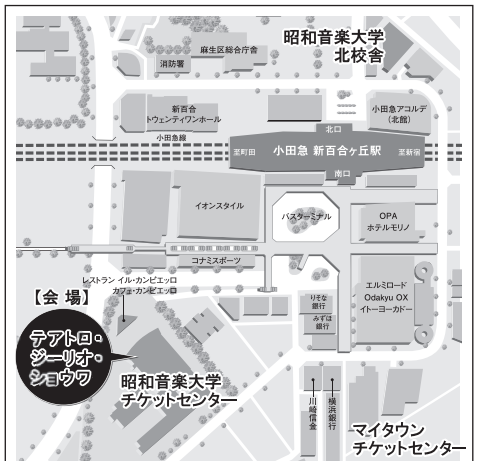 昭和音楽大学
北校舎
麻生区総合庁舎
消防署
新百合
トウェンティワンホール
小田急アコルデ
(北館)
小田急線
北口
至町田
小田急 新百合ヶ丘駅
至新宿
南口
イオンスタイル
バスターミナル
OPA
ホテルモリノ
コナミスポーツ
レストラン イル・カンピエッロ
カフェ・カンピエッロ
【会 場】
テアトロ・
ジーリオ・
ショウワ
りそな
銀行
みずほ
銀行
エルミロード
Odakyu OX
イトーヨーカドー
昭和音楽大学
チケットセンター
川崎信金
横浜銀行
マイタウン
チケットセンター